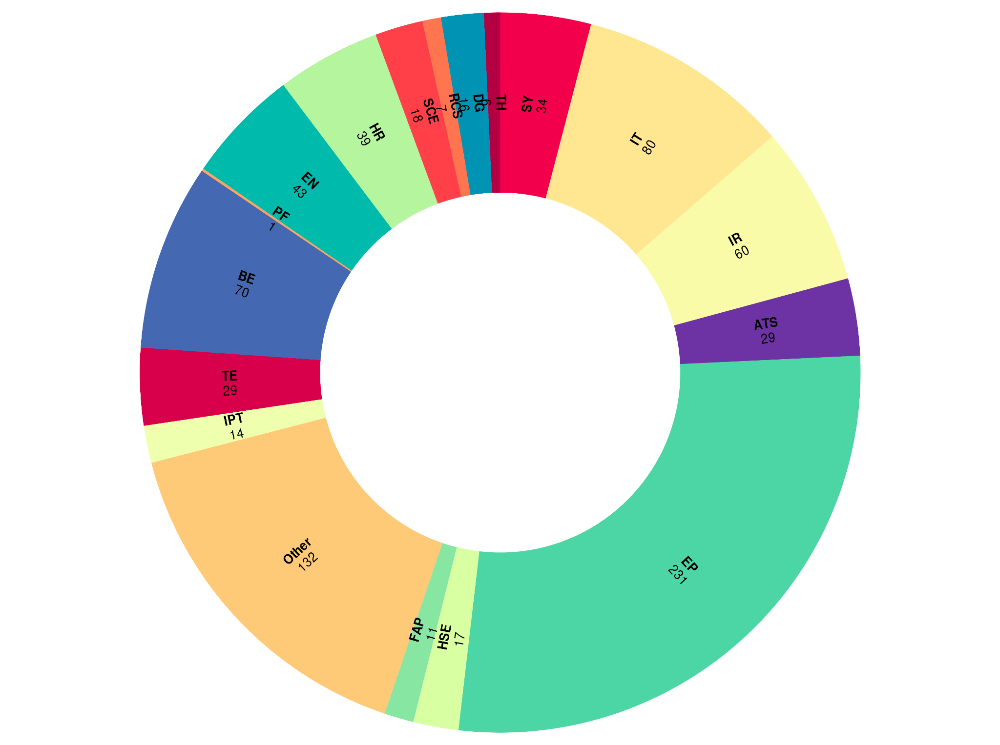 SY
34
IT
80
IR
60
ATS
29
EP
231
HSE
17
FAP
11
Other
132
IPT
14
TE
29
BE
70
PF
1
EN
43
HR
39
SCE
18
RCS
7
DG
16
TH
6